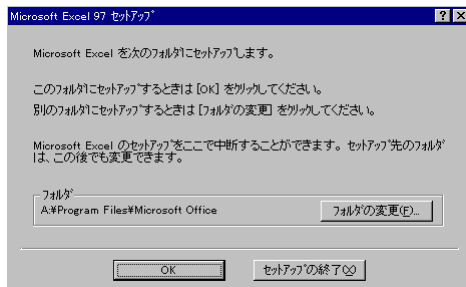 Microsoft Excel 97 ｾｯﾄｱｯﾌﾟ
Microsoft Excel を次のﾌｫﾙﾀﾞにｾｯﾄｱｯﾌﾟします。
このﾌｫﾙﾀﾞにｾｯﾄｱｯﾌﾟするときは [OK] をｸﾘｯｸしてください。
別のﾌｫﾙﾀﾞにｾｯﾄｱｯﾌﾟするときは [ﾌｫﾙﾀﾞの変更] をｸﾘｯｸしてください。
Microsoft Excel のｾｯﾄｱｯﾌﾟをここで中断することができます。ｾｯﾄｱｯﾌﾟ先のﾌｫﾙﾀﾞ
は、この後でも変更できます。
ﾌｫﾙﾀﾞ
A:¥Program Files¥Microsoft Office
ﾌｫﾙﾀﾞの変更(F)...
OK
ｾｯﾄｱｯﾌﾟの終了(X)